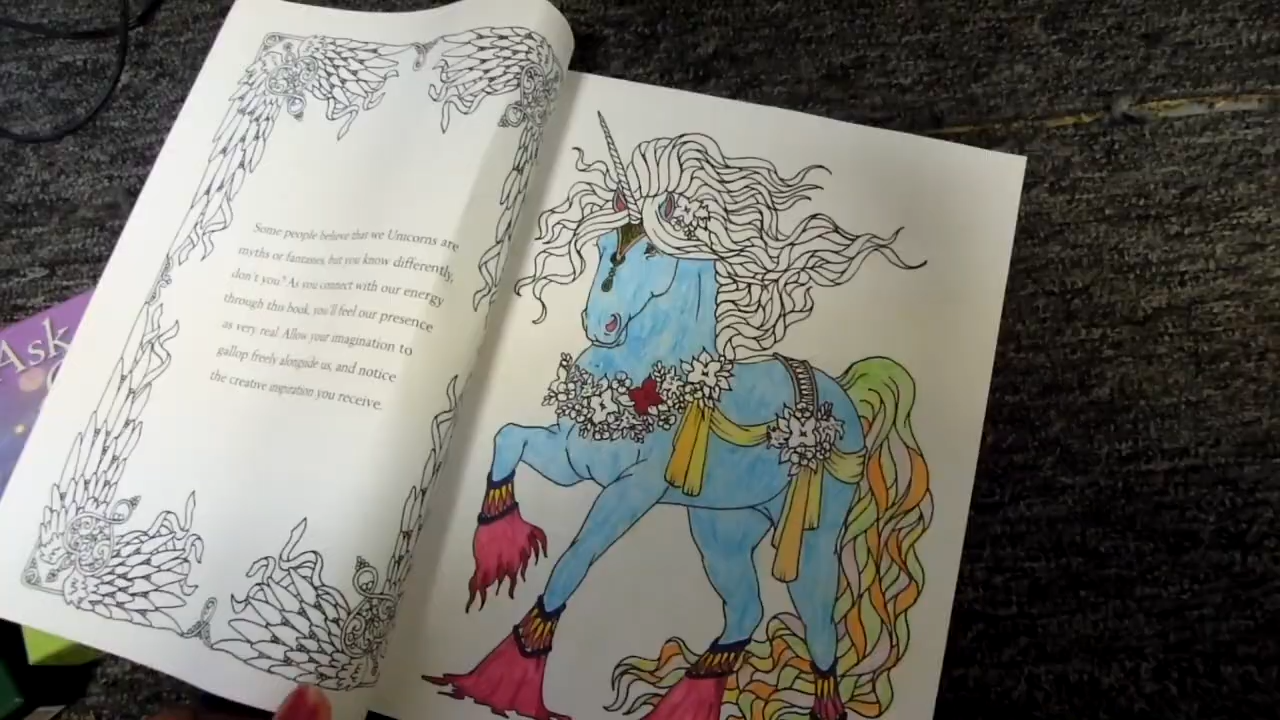 Some people believe that we Unicorns are
myths or fantasies, but you know differently,
don't you? As you connect with our energy
through this book, you'll feel our presence
as very real. Allow your imagination to
gallop freely alongside us, and notice
the creative inspiration you receive.
Ask